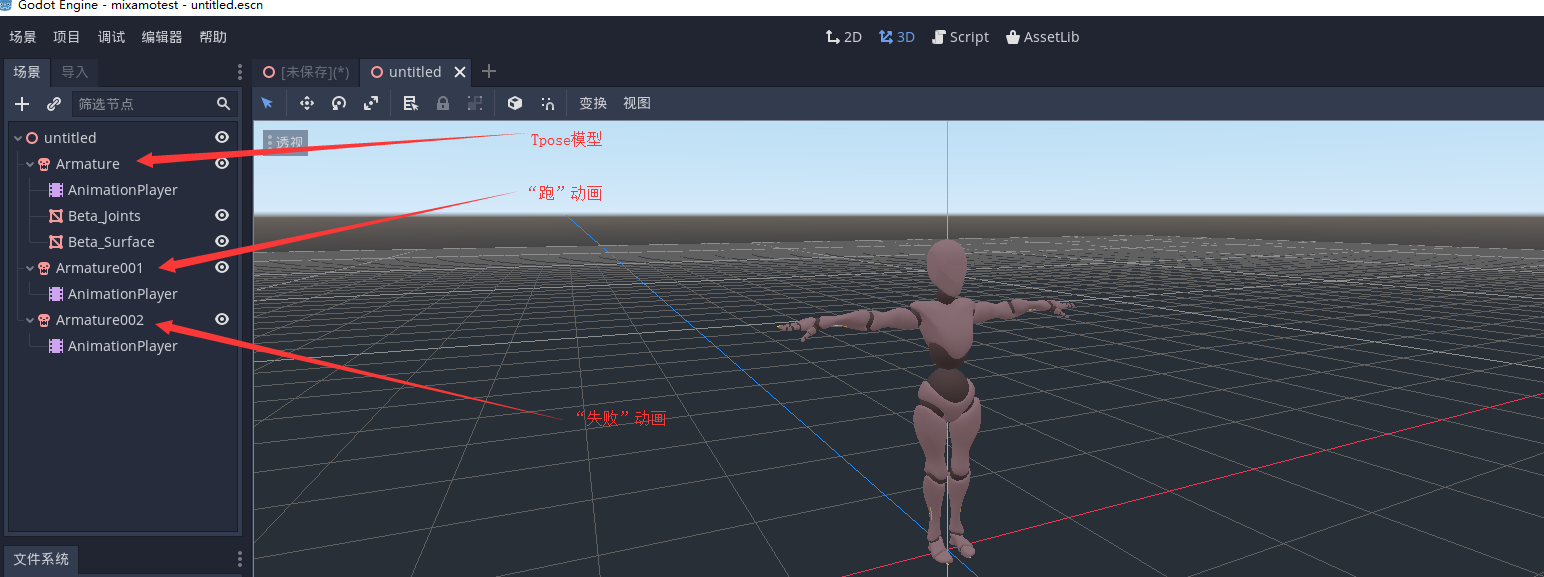 Godot Engine - mixamotest - untitled.escn
场景 项目 调试 编辑器 帮助
2D 3D Script AssetLib
场景 导入
[未保存](*) untitled
筛选节点
变换 视图
untitled
透视
Tpose模型
Armature
AnimationPlayer
“跑”动画
Beta_Joints
Beta_Surface
Armature001
AnimationPlayer
Armature002
AnimationPlayer
“失败”动画
文件系统